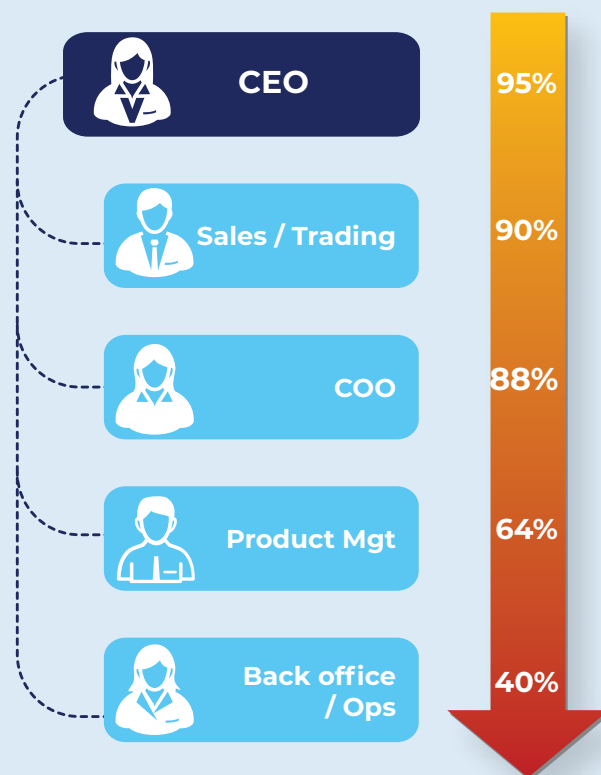 CEO
95%
Sales / Trading
90%
COO
88%
Product Mgt
64%
Back office
/ Ops
40%